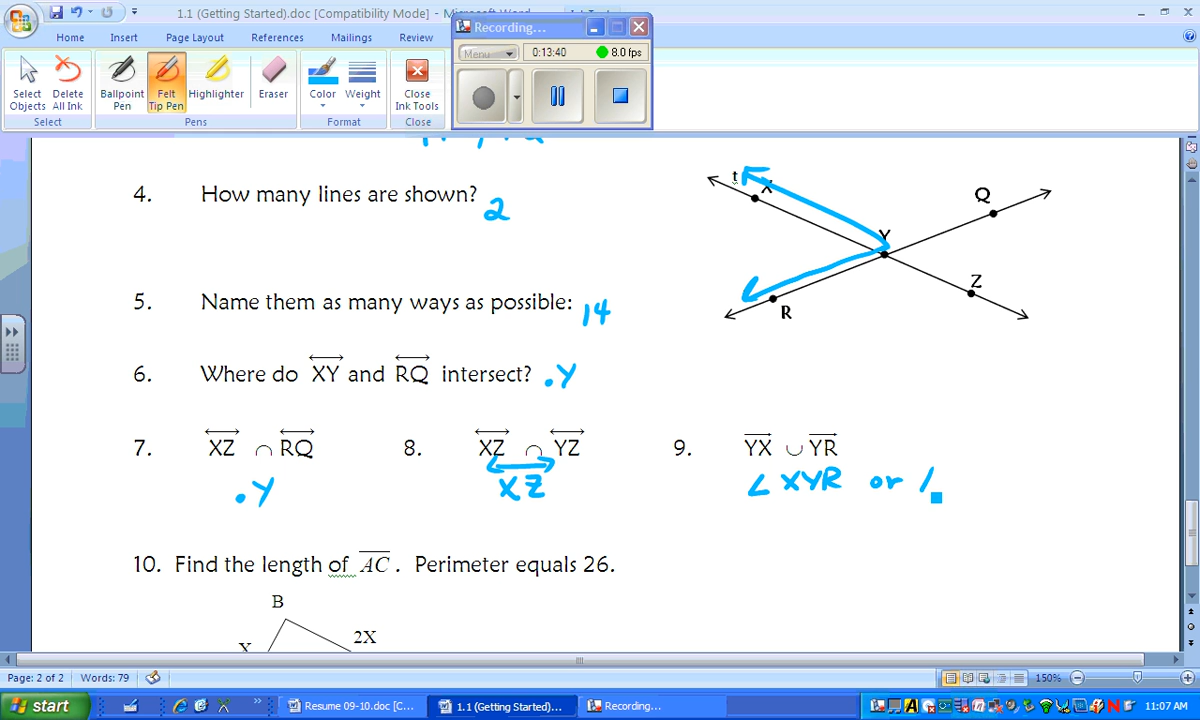 1.1 (Getting Started).doc [Compatibility Mode] - Microsoft Word
Recording...
Home Insert Page Layout References Mailings Review
Menu 0:13:40 8.0 fps
Select Objects Delete All Ink Ballpoint Pen Felt Tip Pen Highlighter Eraser Color Weight Close Ink Tools
Select Pens Format Close
4. How many lines are shown? 2
t X Y Q Z R
5. Name them as many ways as possible: 14
6. Where do XY and RQ intersect? .Y
7. XZ ∩ RQ 8. XZ ∩ YZ 9. YX ∪ YR
.Y XZ ∠ XYR or
10. Find the length of AC. Perimeter equals 26.
B
X 2X
Page: 2 of 2 Words: 79 150%
start Resume 09-10.doc [C... 1.1 (Getting Started)... Recording... 11:07 AM